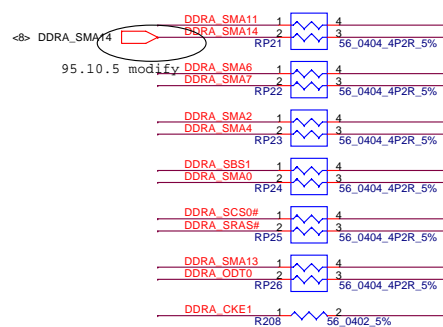 DDRA_SMA11 1 4
<8> DDRA_SMA14 DDRA_SMA14 2 3
RP21 56_0404_4P2R_5%
95.10.5 modify
DDRA_SMA6 1 4
DDRA_SMA7 2 3
RP22 56_0404_4P2R_5%
DDRA_SMA2 1 4
DDRA_SMA4 2 3
RP23 56_0404_4P2R_5%
DDRA_SBS1 1 4
DDRA_SMA0 2 3
RP24 56_0404_4P2R_5%
DDRA_SCS0# 1 4
DDRA_SRAS# 2 3
RP25 56_0404_4P2R_5%
DDRA_SMA13 1 4
DDRA_ODT0 2 3
RP26 56_0404_4P2R_5%
DDRA_CKE1 1 2
R208 56_0402_5%